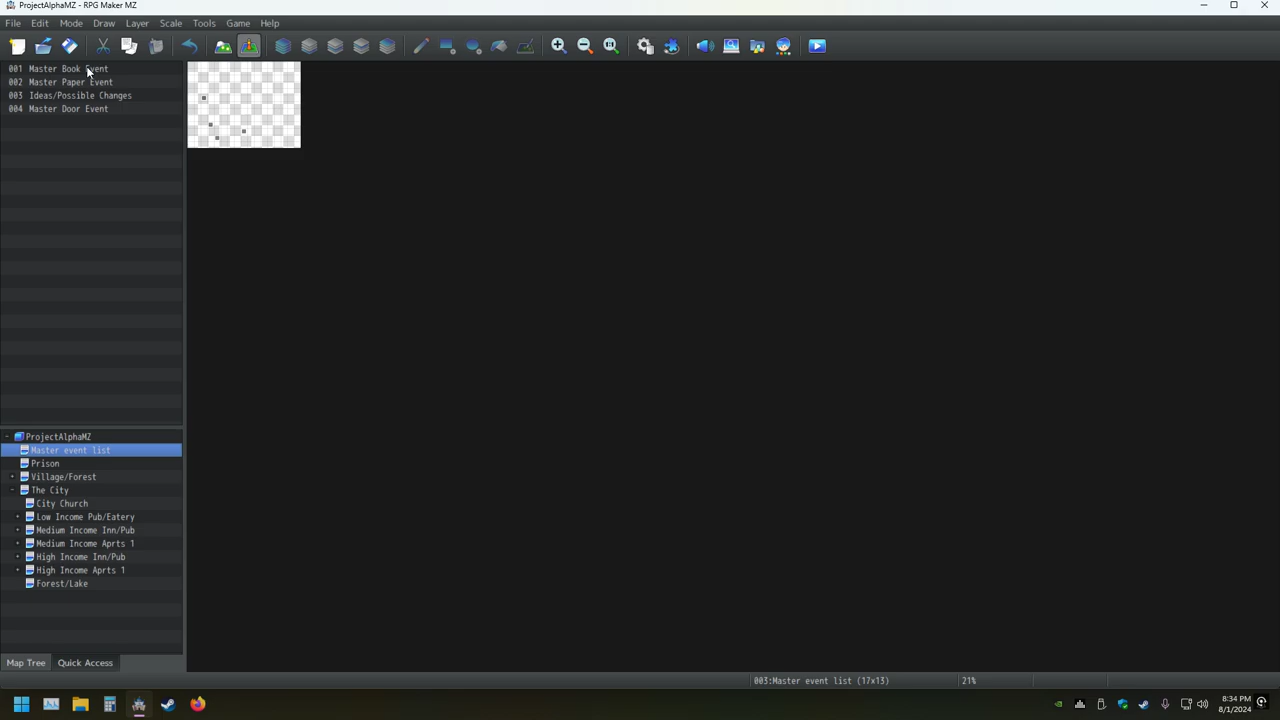 ProjectAlphaMZ - RPG Maker MZ
File Edit Mode Draw Layer Scale Tools Game Help
001 Master Book Event
002 Master Paper Event
003 Ideas/Possible Changes
004 Master Door Event
ProjectAlphaMZ
Master event list
Prison
Village/Forest
The City
City Church
Low Income Pub/Eatery
Medium Income Inn/Pub
Medium Income Aprts 1
High Income Inn/Pub
High Income Aprts 1
Forest/Lake
Map Tree Quick Access
003:Master event list (17x13) 21%
8:34 PM
8/1/2024